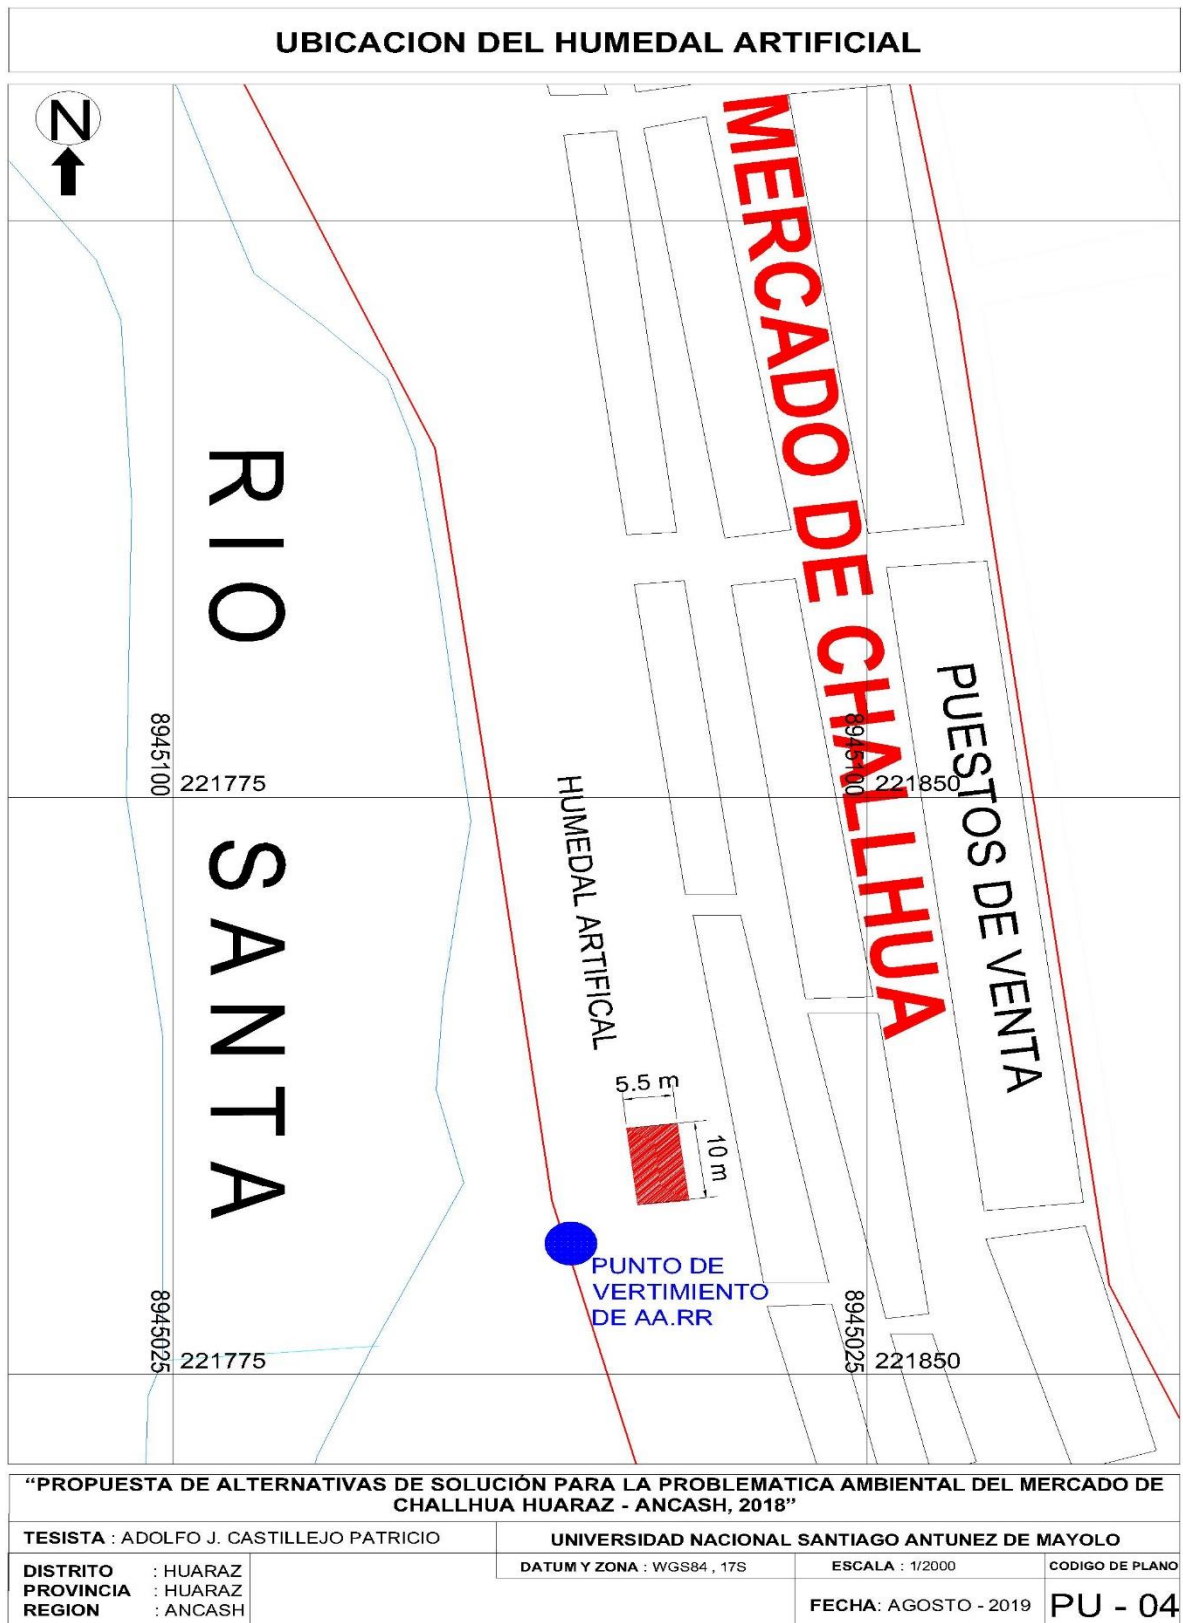 UBICACION DEL HUMEDAL ARTIFICIAL
N
MERCADO DE CHALLHUA
RIO SANTA
PUESTOS DE VENTA
8945100
221775
8945100
221850
HUMEDAL ARTIFICAL
5.5 m
10 m
PUNTO DE
VERTIMIENTO
DE AA.RR
8945025
221775
8945025
221850
“PROPUESTA DE ALTERNATIVAS DE SOLUCIÓN PARA LA PROBLEMATICA AMBIENTAL DEL MERCADO DE
CHALLHUA HUARAZ - ANCASH, 2018”
TESISTA : ADOLFO J. CASTILLEJO PATRICIO
UNIVERSIDAD NACIONAL SANTIAGO ANTUNEZ DE MAYOLO
DISTRITO : HUARAZ
PROVINCIA : HUARAZ
REGION : ANCASH
DATUM Y ZONA : WGS84 , 17S
ESCALA : 1/2000
CODIGO DE PLANO
FECHA: AGOSTO - 2019
PU - 04